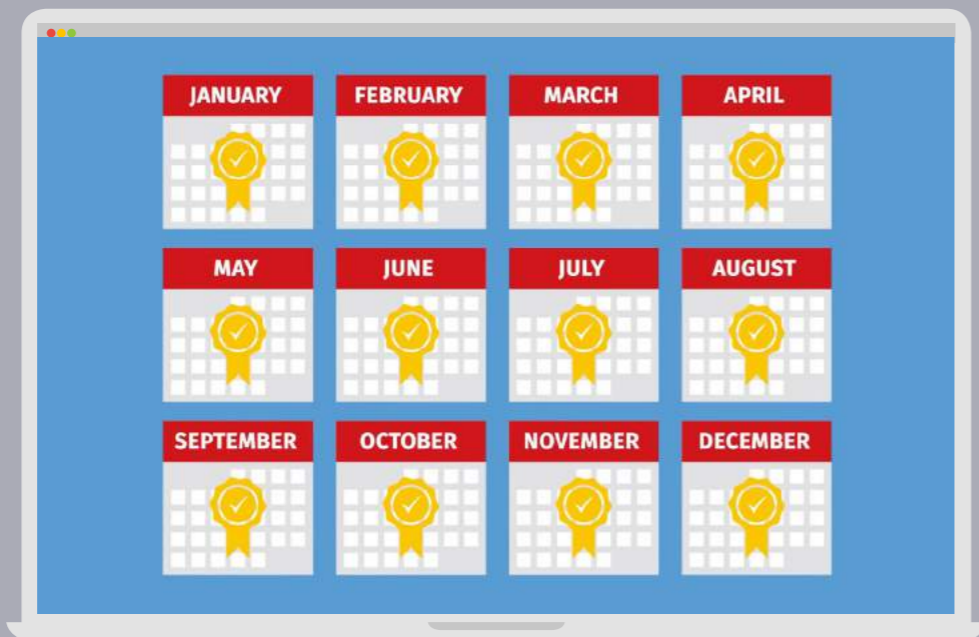 JANUARY FEBRUARY MARCH APRIL
MAY JUNE JULY AUGUST
SEPTEMBER OCTOBER NOVEMBER DECEMBER